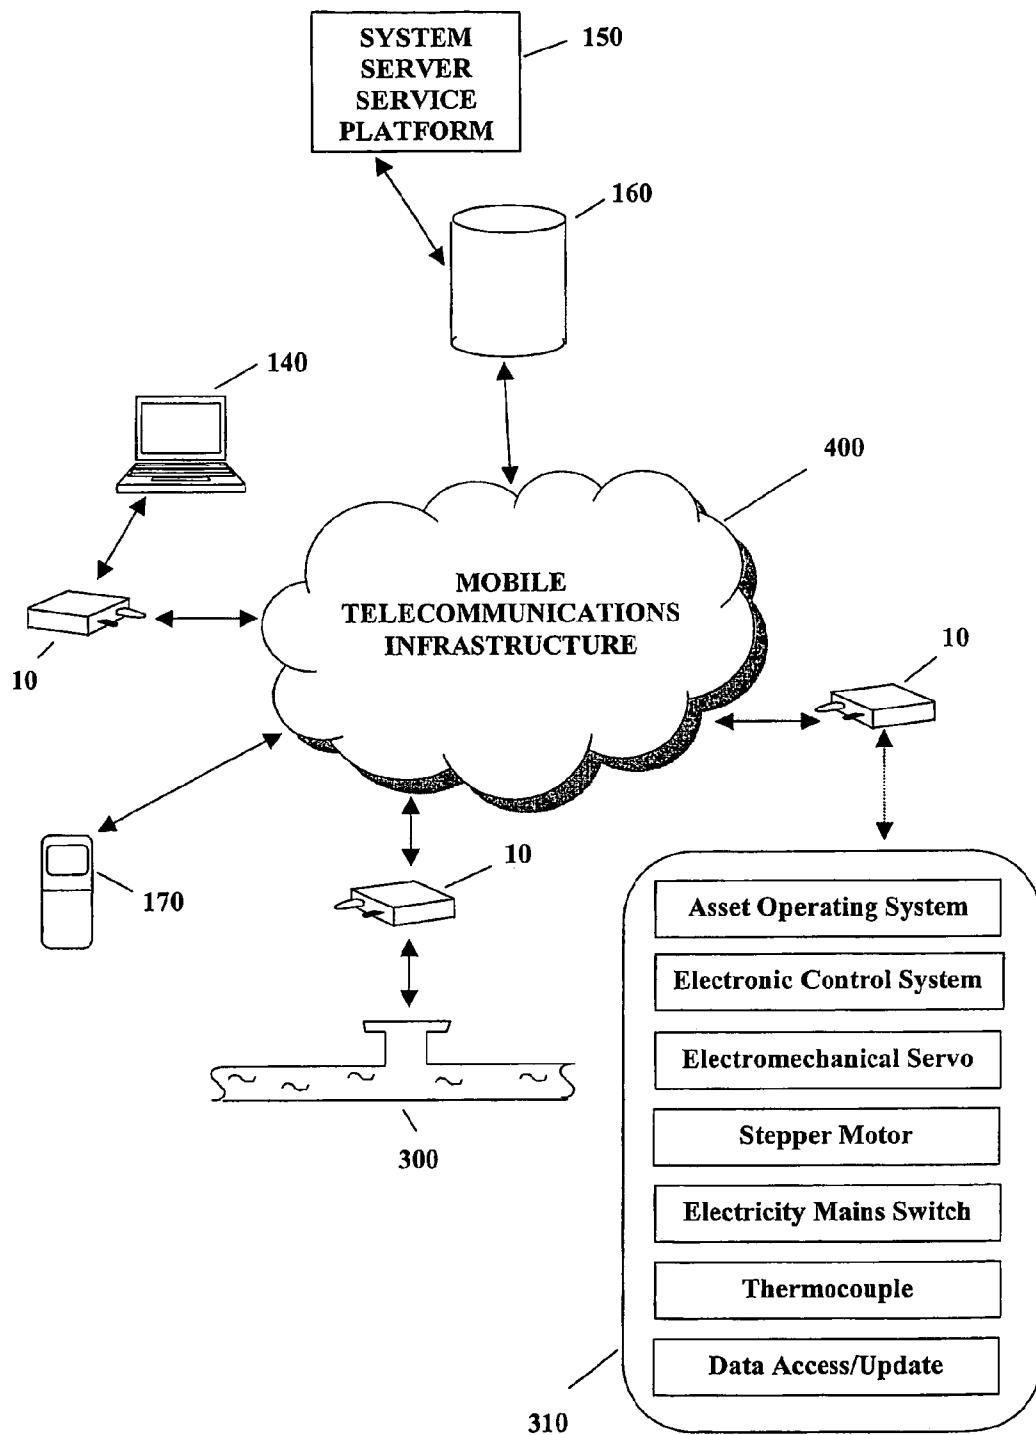 SYSTEM
SERVER
SERVICE
PLATFORM
150
160
140
400
MOBILE
TELECOMMUNICATIONS
INFRASTRUCTURE
10
10
10
170
300
Asset Operating System
Electronic Control System
Electromechanical Servo
Stepper Motor
Electricity Mains Switch
Thermocouple
Data Access/Update
310